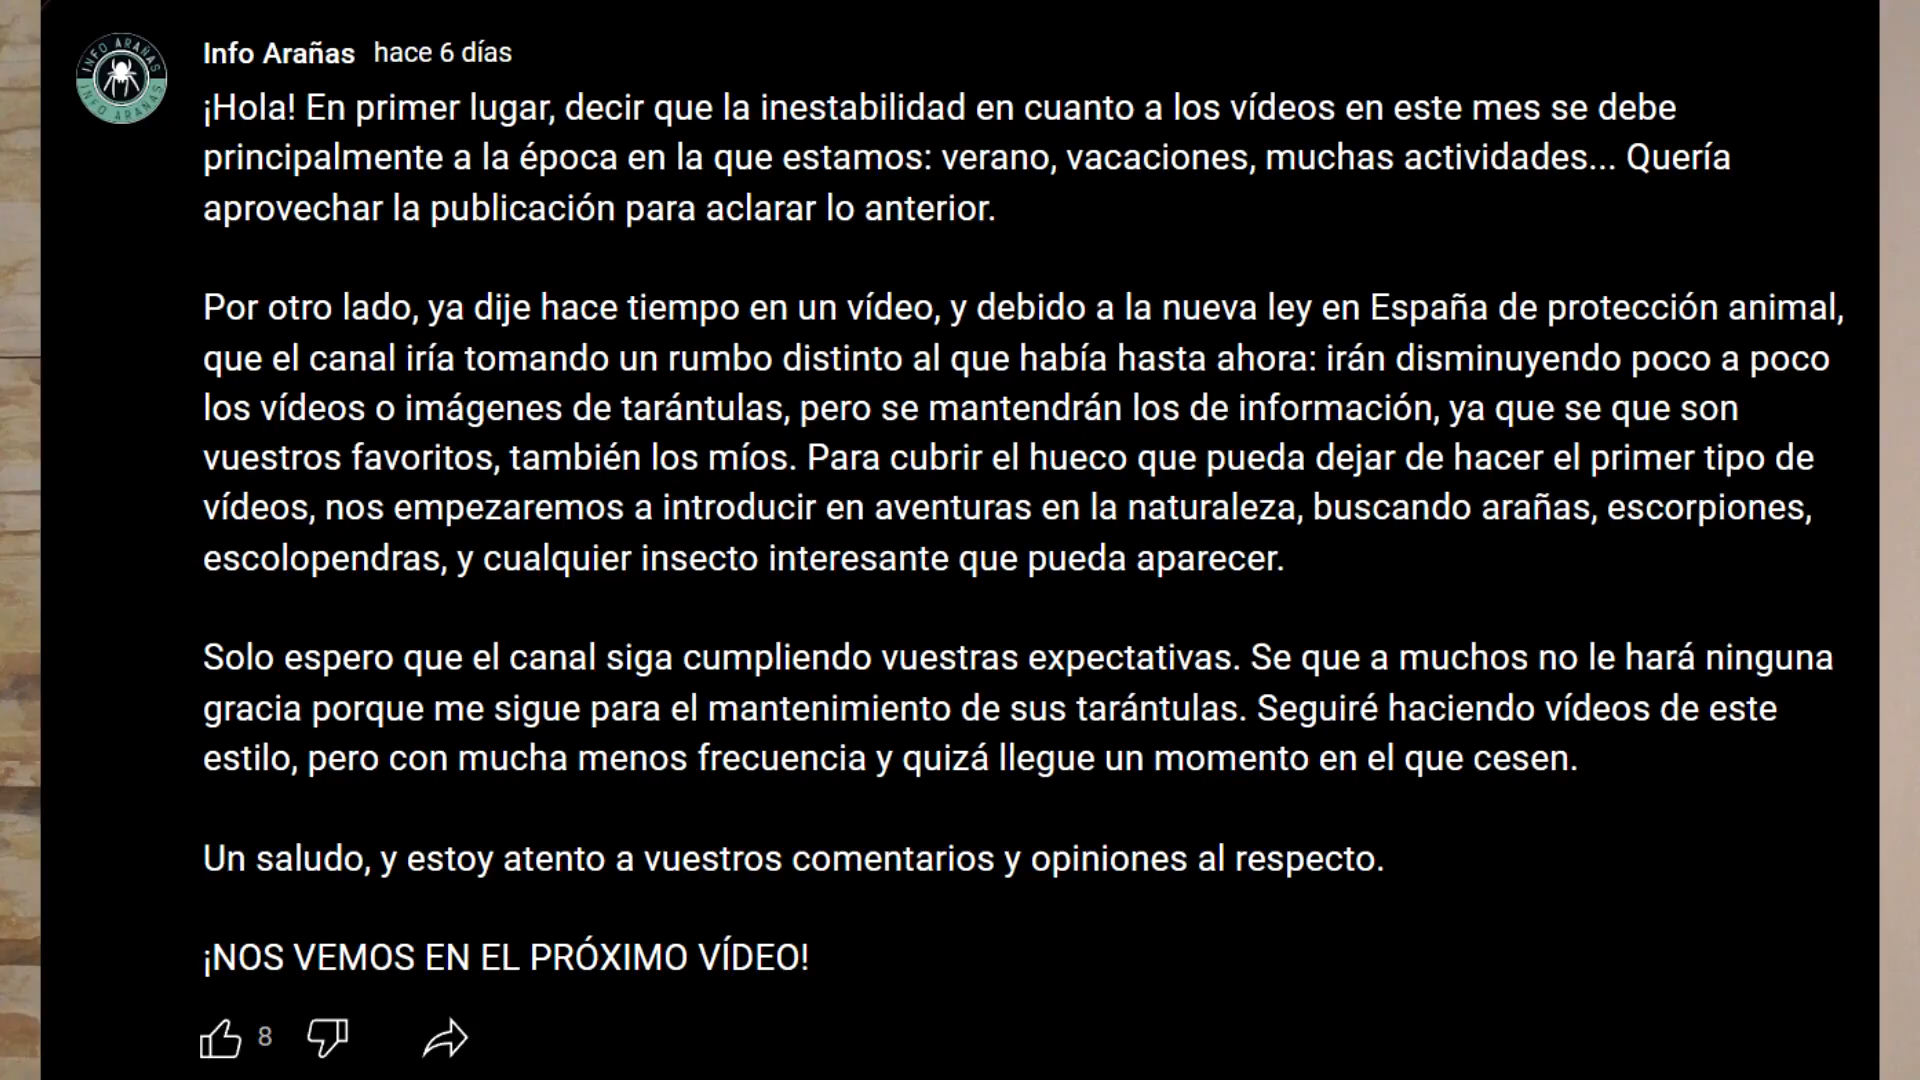 INFO ARAÑAS
INFO ARAÑAS
Info Arañas hace 6 días
¡Hola! En primer lugar, decir que la inestabilidad en cuanto a los vídeos en este mes se debe
principalmente a la época en la que estamos: verano, vacaciones, muchas actividades... Quería
aprovechar la publicación para aclarar lo anterior.
Por otro lado, ya dije hace tiempo en un vídeo, y debido a la nueva ley en España de protección animal,
que el canal iría tomando un rumbo distinto al que había hasta ahora: irán disminuyendo poco a poco
los vídeos o imágenes de tarántulas, pero se mantendrán los de información, ya que se que son
vuestros favoritos, también los míos. Para cubrir el hueco que pueda dejar de hacer el primer tipo de
vídeos, nos empezaremos a introducir en aventuras en la naturaleza, buscando arañas, escorpiones,
escolopendras, y cualquier insecto interesante que pueda aparecer.
Solo espero que el canal siga cumpliendo vuestras expectativas. Se que a muchos no le hará ninguna
gracia porque me sigue para el mantenimiento de sus tarántulas. Seguiré haciendo vídeos de este
estilo, pero con mucha menos frecuencia y quizá llegue un momento en el que cesen.
Un saludo, y estoy atento a vuestros comentarios y opiniones al respecto.
¡NOS VEMOS EN EL PRÓXIMO VÍDEO!
8